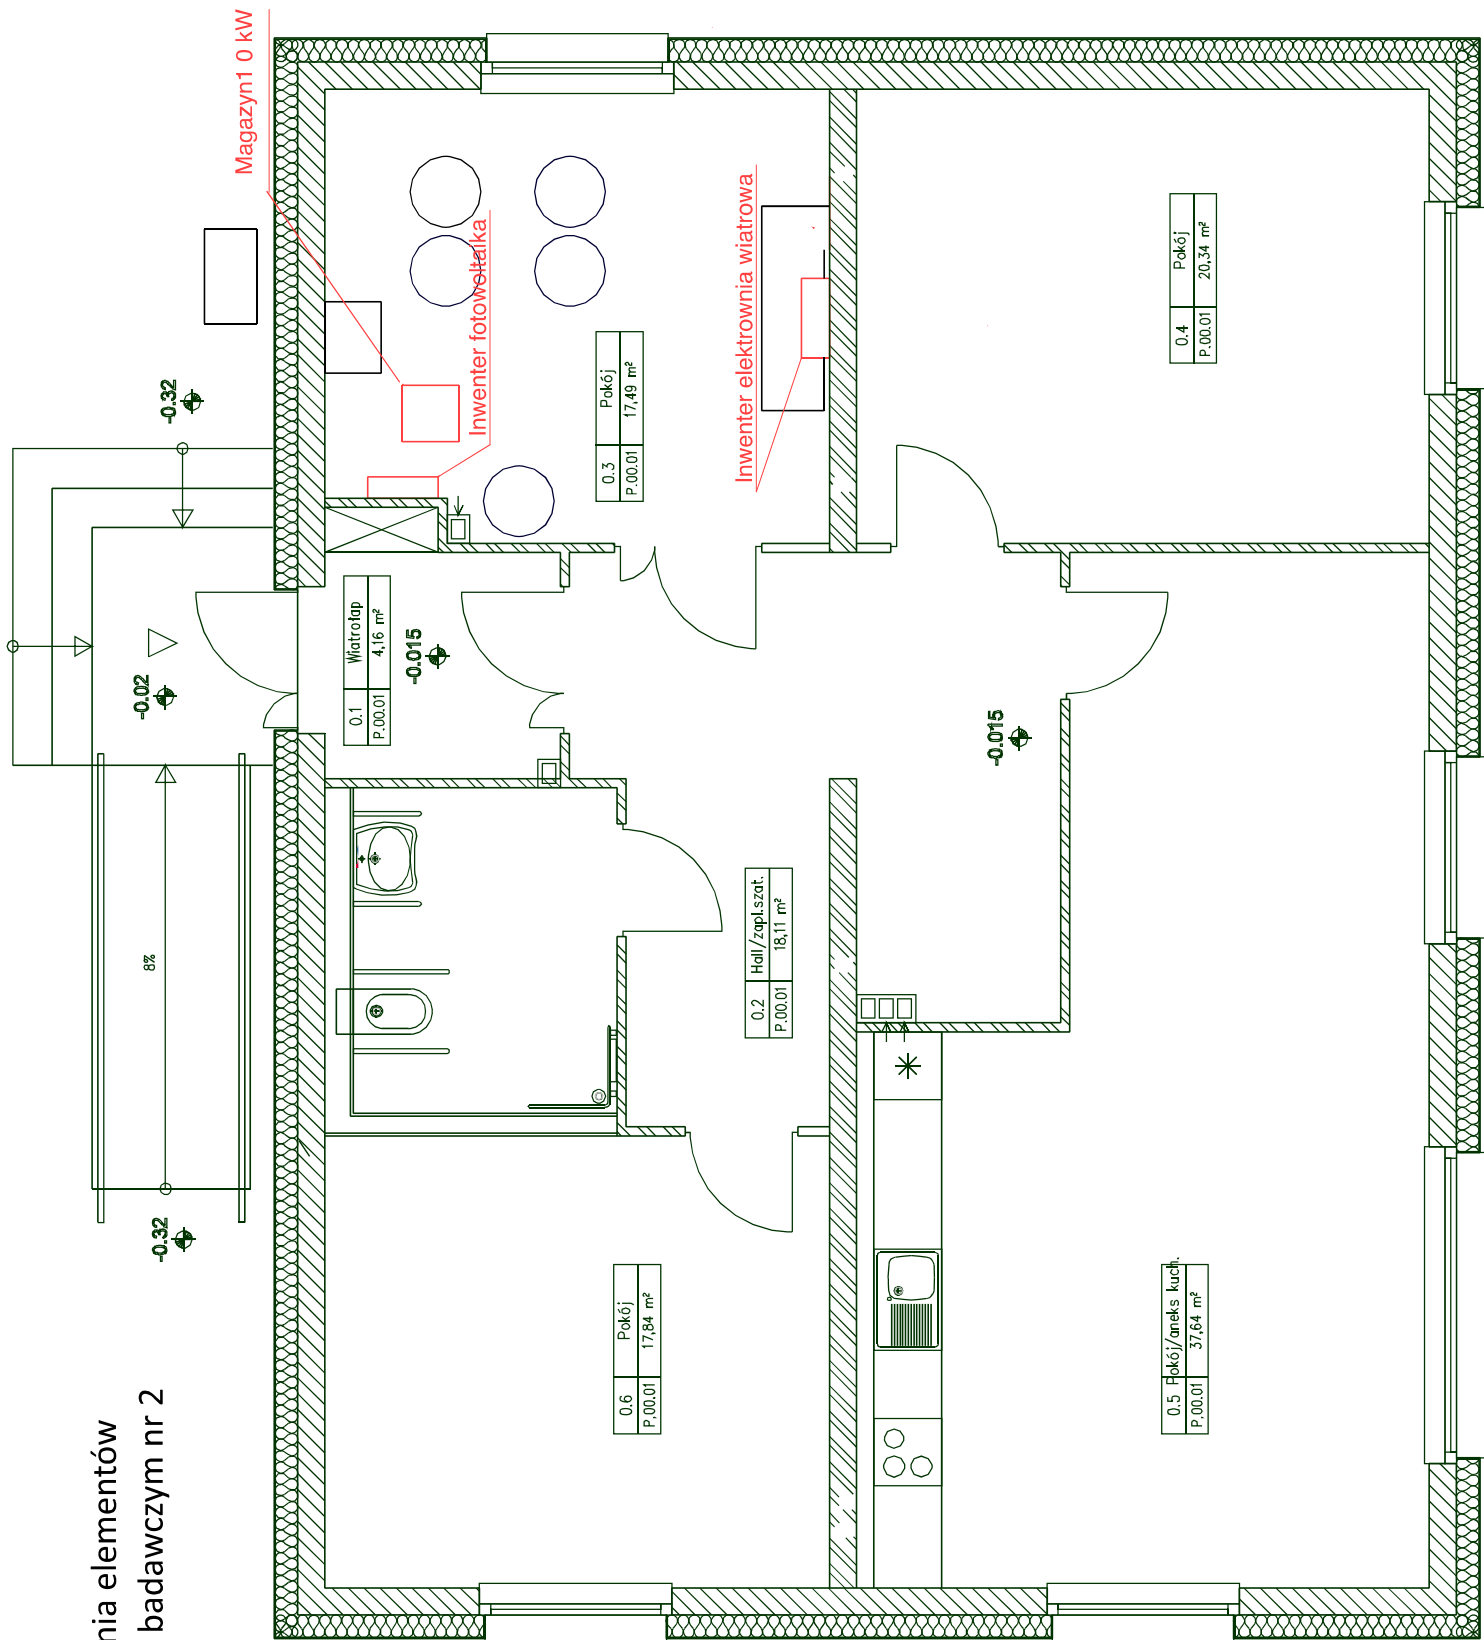 nia elementów
badawczym nr 2
Magazyn1 0 kW
Inwenter fotowoltaika
Inwenter elektrownia wiatrowa
-0.32
-0.02
8%
-0.32
0.1 Wiatrołap
P.00.01 4,16 m²
-0.015
0.3 Pokój
P.00.01 17,49 m²
0.4 Pokój
P.00.01 20,34 m²
-0.015
0.2 Hall/zapl.szat.
P.00.01 18,11 m²
0.6 Pokój
P,00.01 17,84 m²
0.5 Pokój/aneks kuch.
P,00.01 37,64 m²